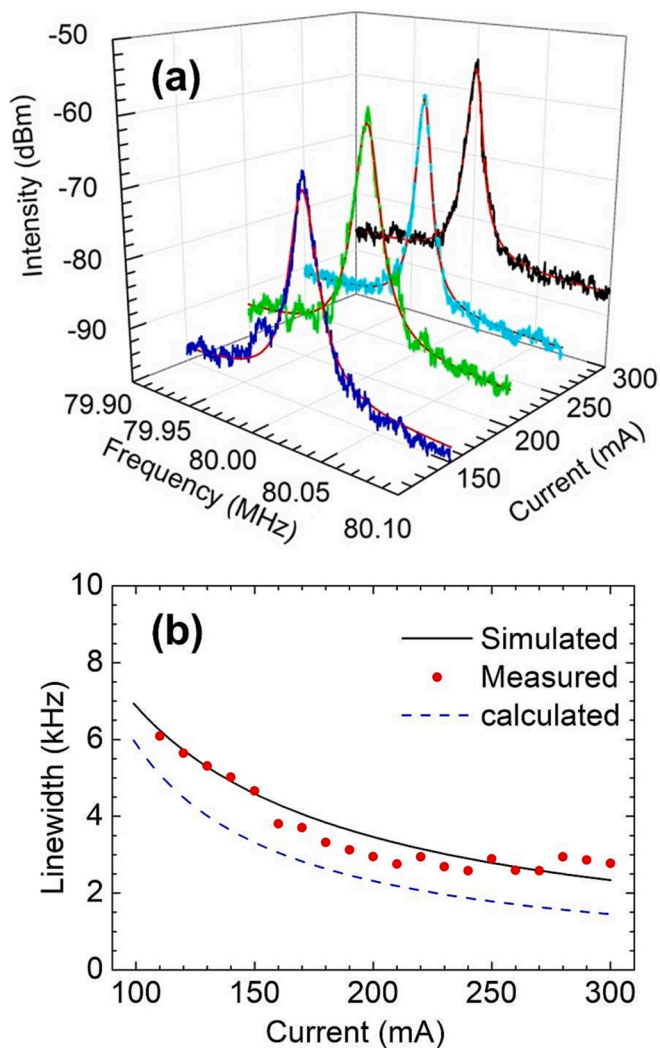 (a)
-50
-60
-70
-80
-90
Intensity (dBm)
79.90
79.95
80.00
80.05
80.10
Frequency (MHz)
150
200
250
300
Current (mA)
(b)
Simulated
Measured
calculated
10
8
6
4
2
0
Linewidth (kHz)
100 150 200 250 300
Current (mA)